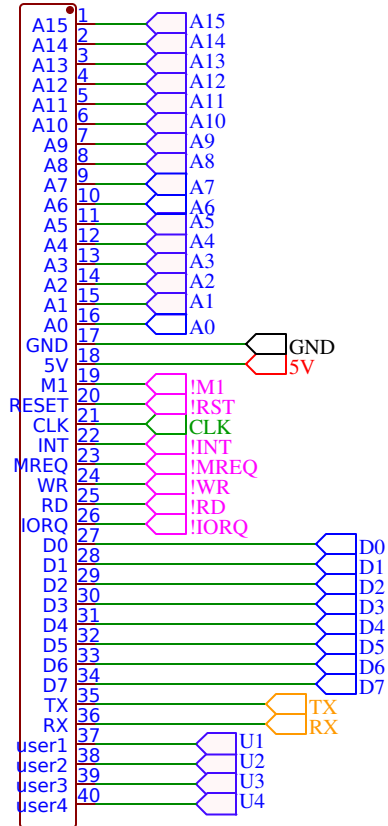 A15 1 A15
A14 2 A14
A13 3 A13
A12 4 A12
A11 5 A11
A10 6 A10
A9 7 A9
A8 8 A8
A7 9 A7
A6 10 A6
A5 11 A5
A4 12 A4
A3 13 A3
A2 14 A2
A1 15 A1
A0 16 A0
GND 17 GND
5V 18 5V
M1 19 !M1
RESET 20 !RST
CLK 21 CLK
INT 22 !INT
MREQ 23 !MREQ
WR 24 !WR
RD 25 !RD
IORQ 26 !IORQ
D0 27 D0
D1 28 D1
D2 29 D2
D3 30 D3
D4 31 D4
D5 32 D5
D6 33 D6
D7 34 D7
TX 35 TX
RX 36 RX
user1 37 U1
user2 38 U2
user3 39 U3
user4 40 U4